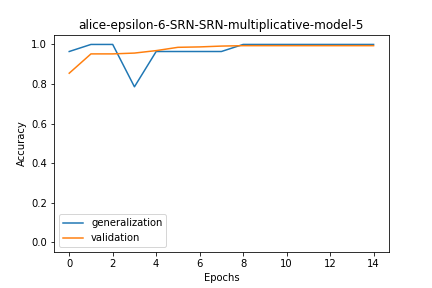 alice-epsilon-6-SRN-SRN-multiplicative-model-5
1.0
0.8
0.6
0.4
0.2
0.0
Accuracy
generalization
validation
0 2 4 6 8 10 12 14
Epochs